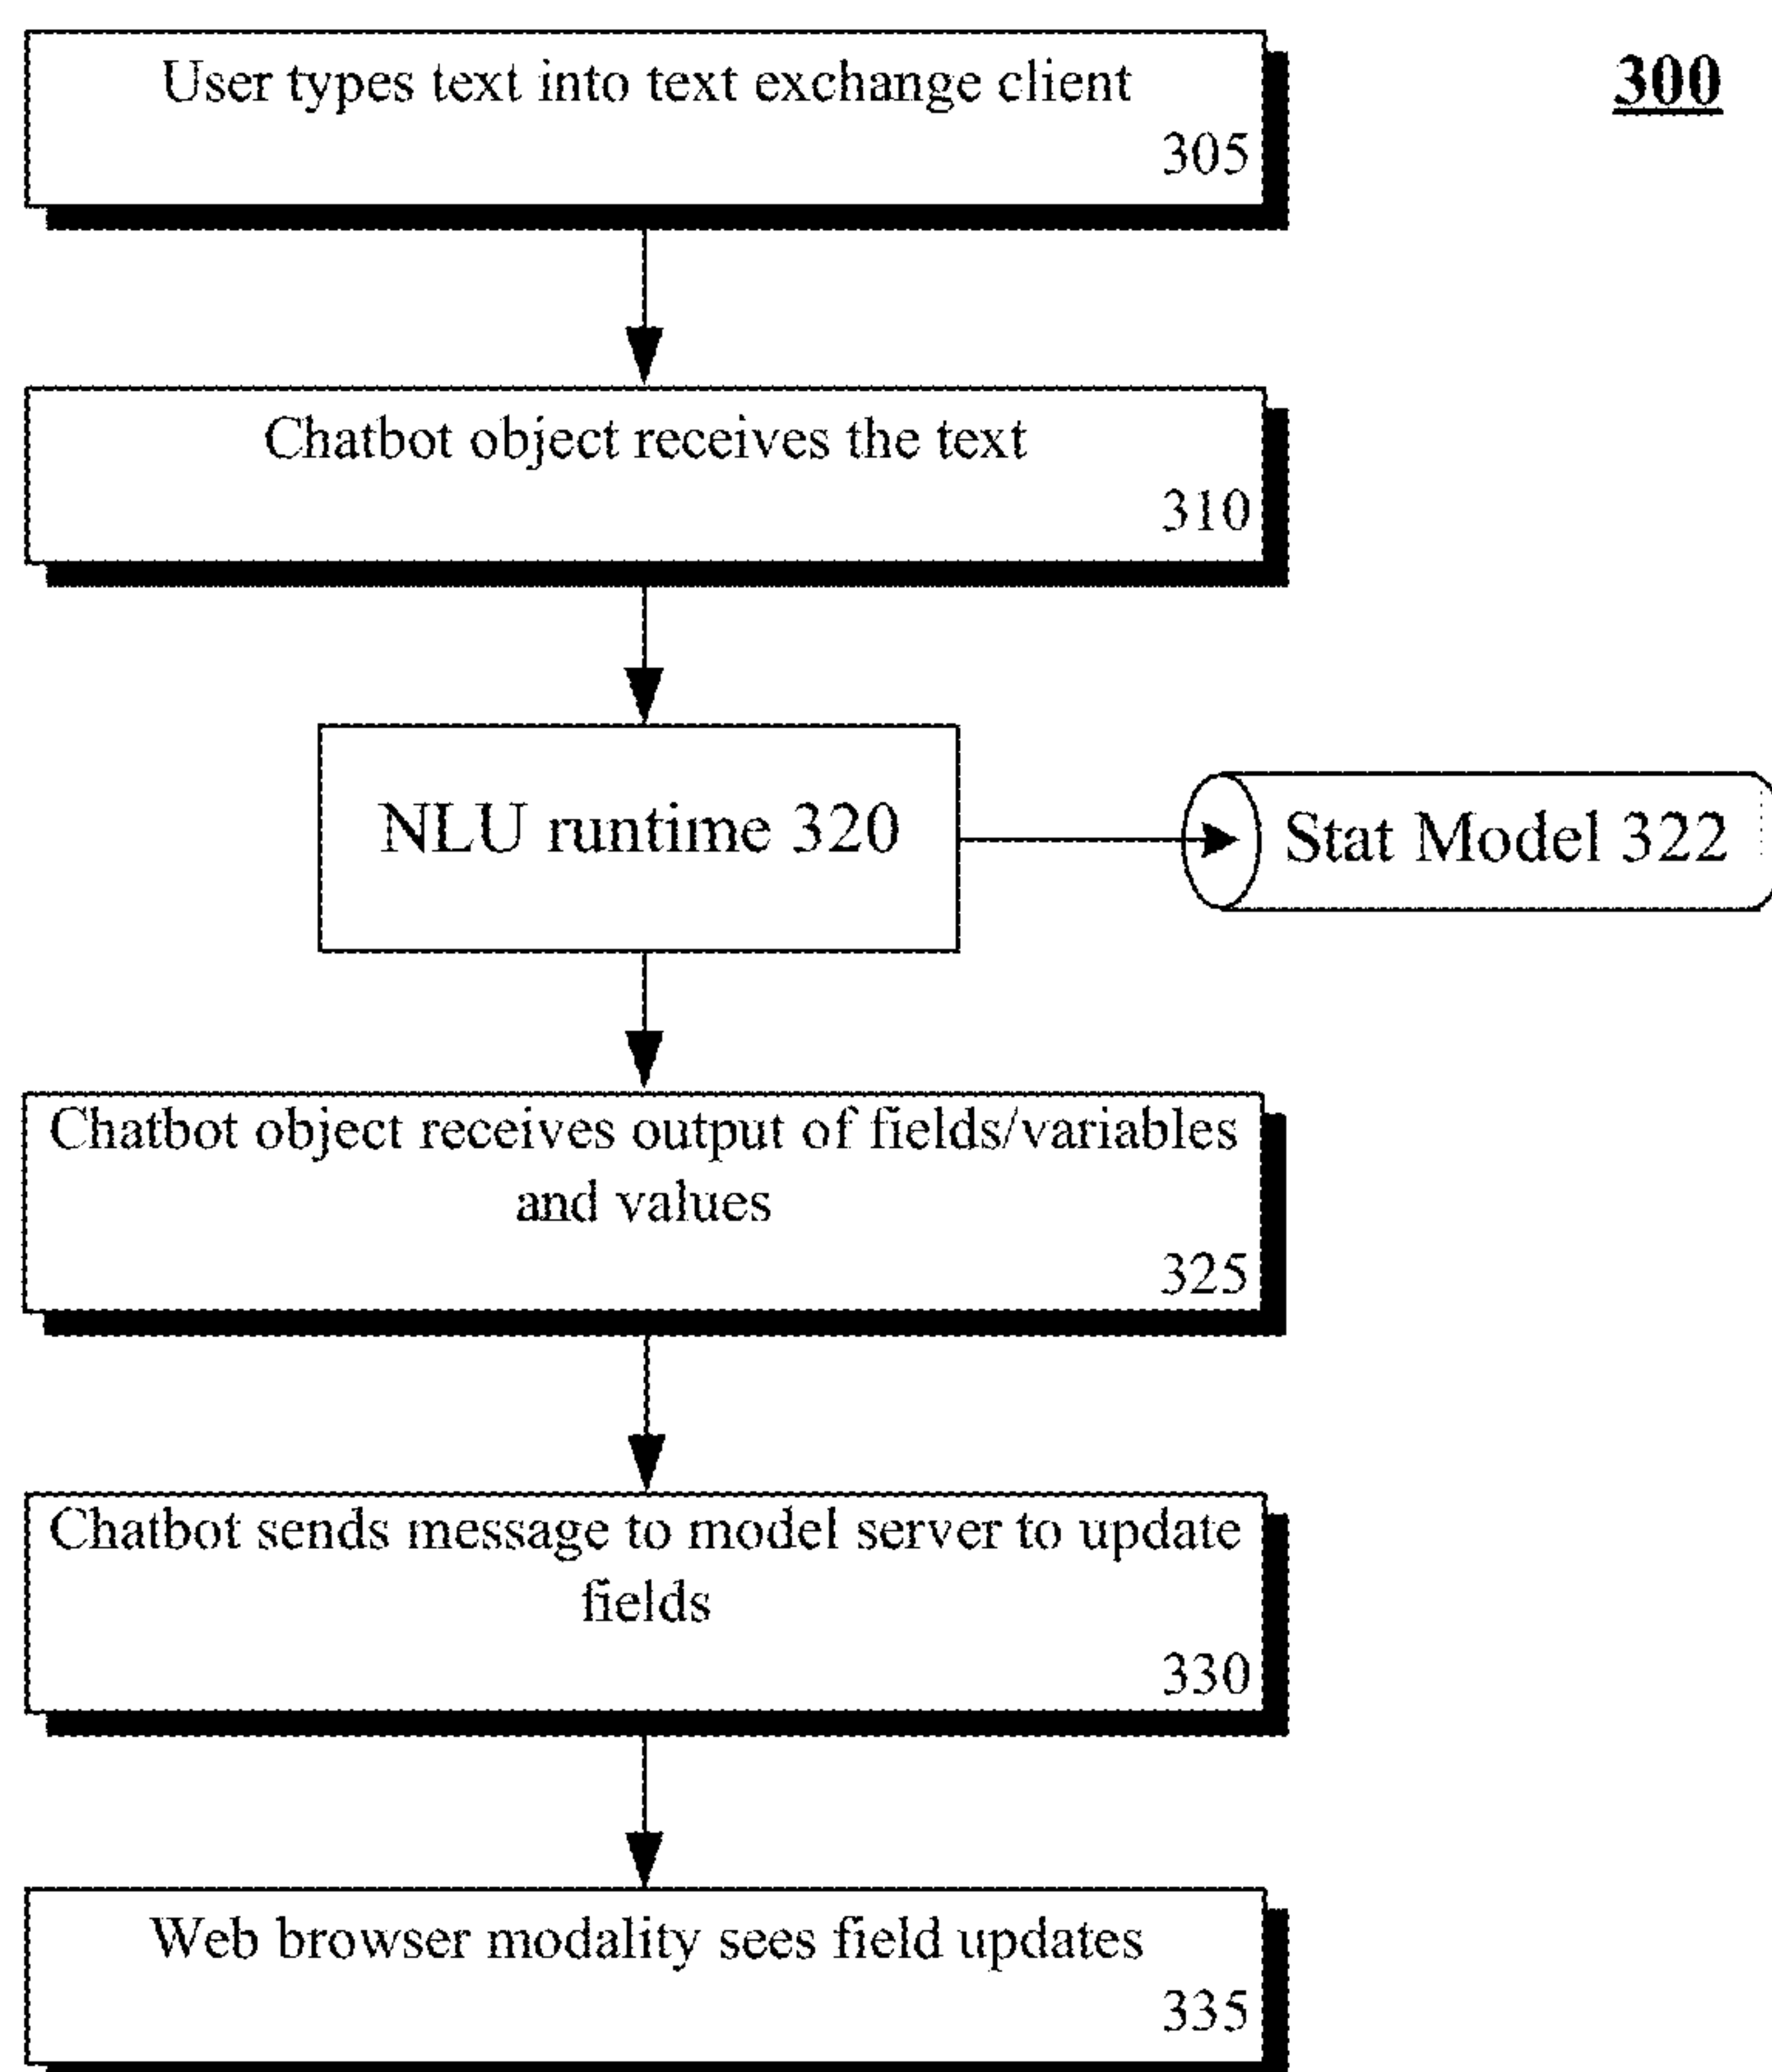 300
User types text into text exchange client
305
Chatbot object receives the text
310
NLU runtime 320
Stat Model 322
Chatbot object receives output of fields/variables
and values
325
Chatbot sends message to model server to update
fields
330
Web browser modality sees field updates
335